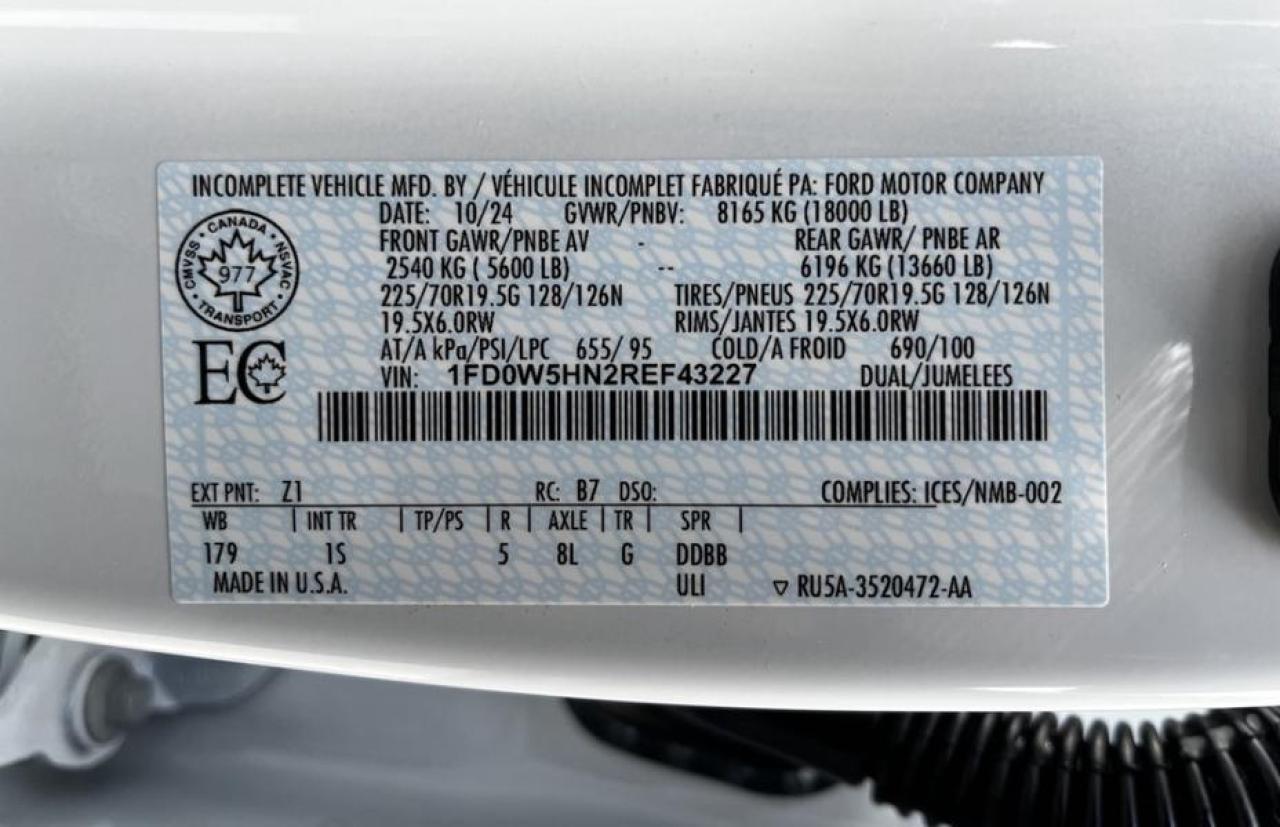 INCOMPLETE VEHICLE MFD. BY / VÉHICULE INCOMPLET FABRIQUÉ PA: FORD MOTOR COMPANY
DATE: 10/24 GVWR/PNBV: 8165 KG (18000 LB)
FRONT GAWR/PNBE AV - REAR GAWR/ PNBE AR
2540 KG ( 5600 LB) -- 6196 KG (13660 LB)
225/70R19.5G 128/126N TIRES/PNEUS 225/70R19.5G 128/126N
19.5X6.0RW RIMS/JANTES 19.5X6.0RW
AT/A kPa/PSI/LPC 655/ 95 COLD/A FROID 690/100
VIN: 1FD0W5HN2REF43227 DUAL/JUMELEES
CANADA • NSVAC • TRANSPORT • CMVSS •
977
EC
EXT PNT: Z1 RC: B7 DSO: COMPLIES: ICES/NMB-002
WB | INT TR | TP/PS | R | AXLE | TR | SPR |
179 1S 5 8L G DDBB
MADE IN U.S.A. ULI ▽ RU5A-3520472-AA